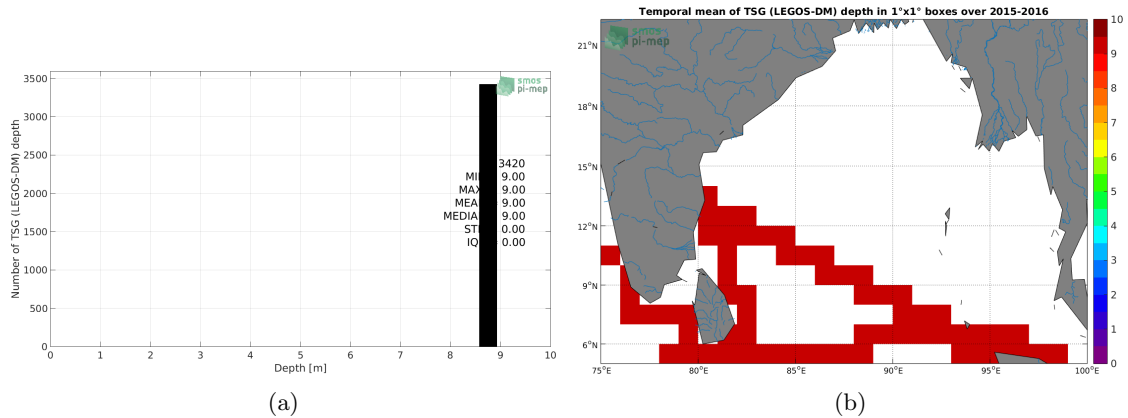 3500
3000
2500
2000
1500
1000
500
0
0 1 2 3 4 5 6 7 8 9 10
Number of TSG (LEGOS-DM) depth
Depth [m]
smos
pi-mep
3420
9.00
9.00
9.00
9.00
0.00
0.00
(a)
Temporal mean of TSG (LEGOS-DM) depth in 1°x1° boxes over 2015-2016
smos
pi-mep
21°N
18°N
15°N
12°N
9°N
6°N
75°E 80°E 85°E 90°E 95°E 100°E
10
9
8
7
6
5
4
3
2
1
0
(b)